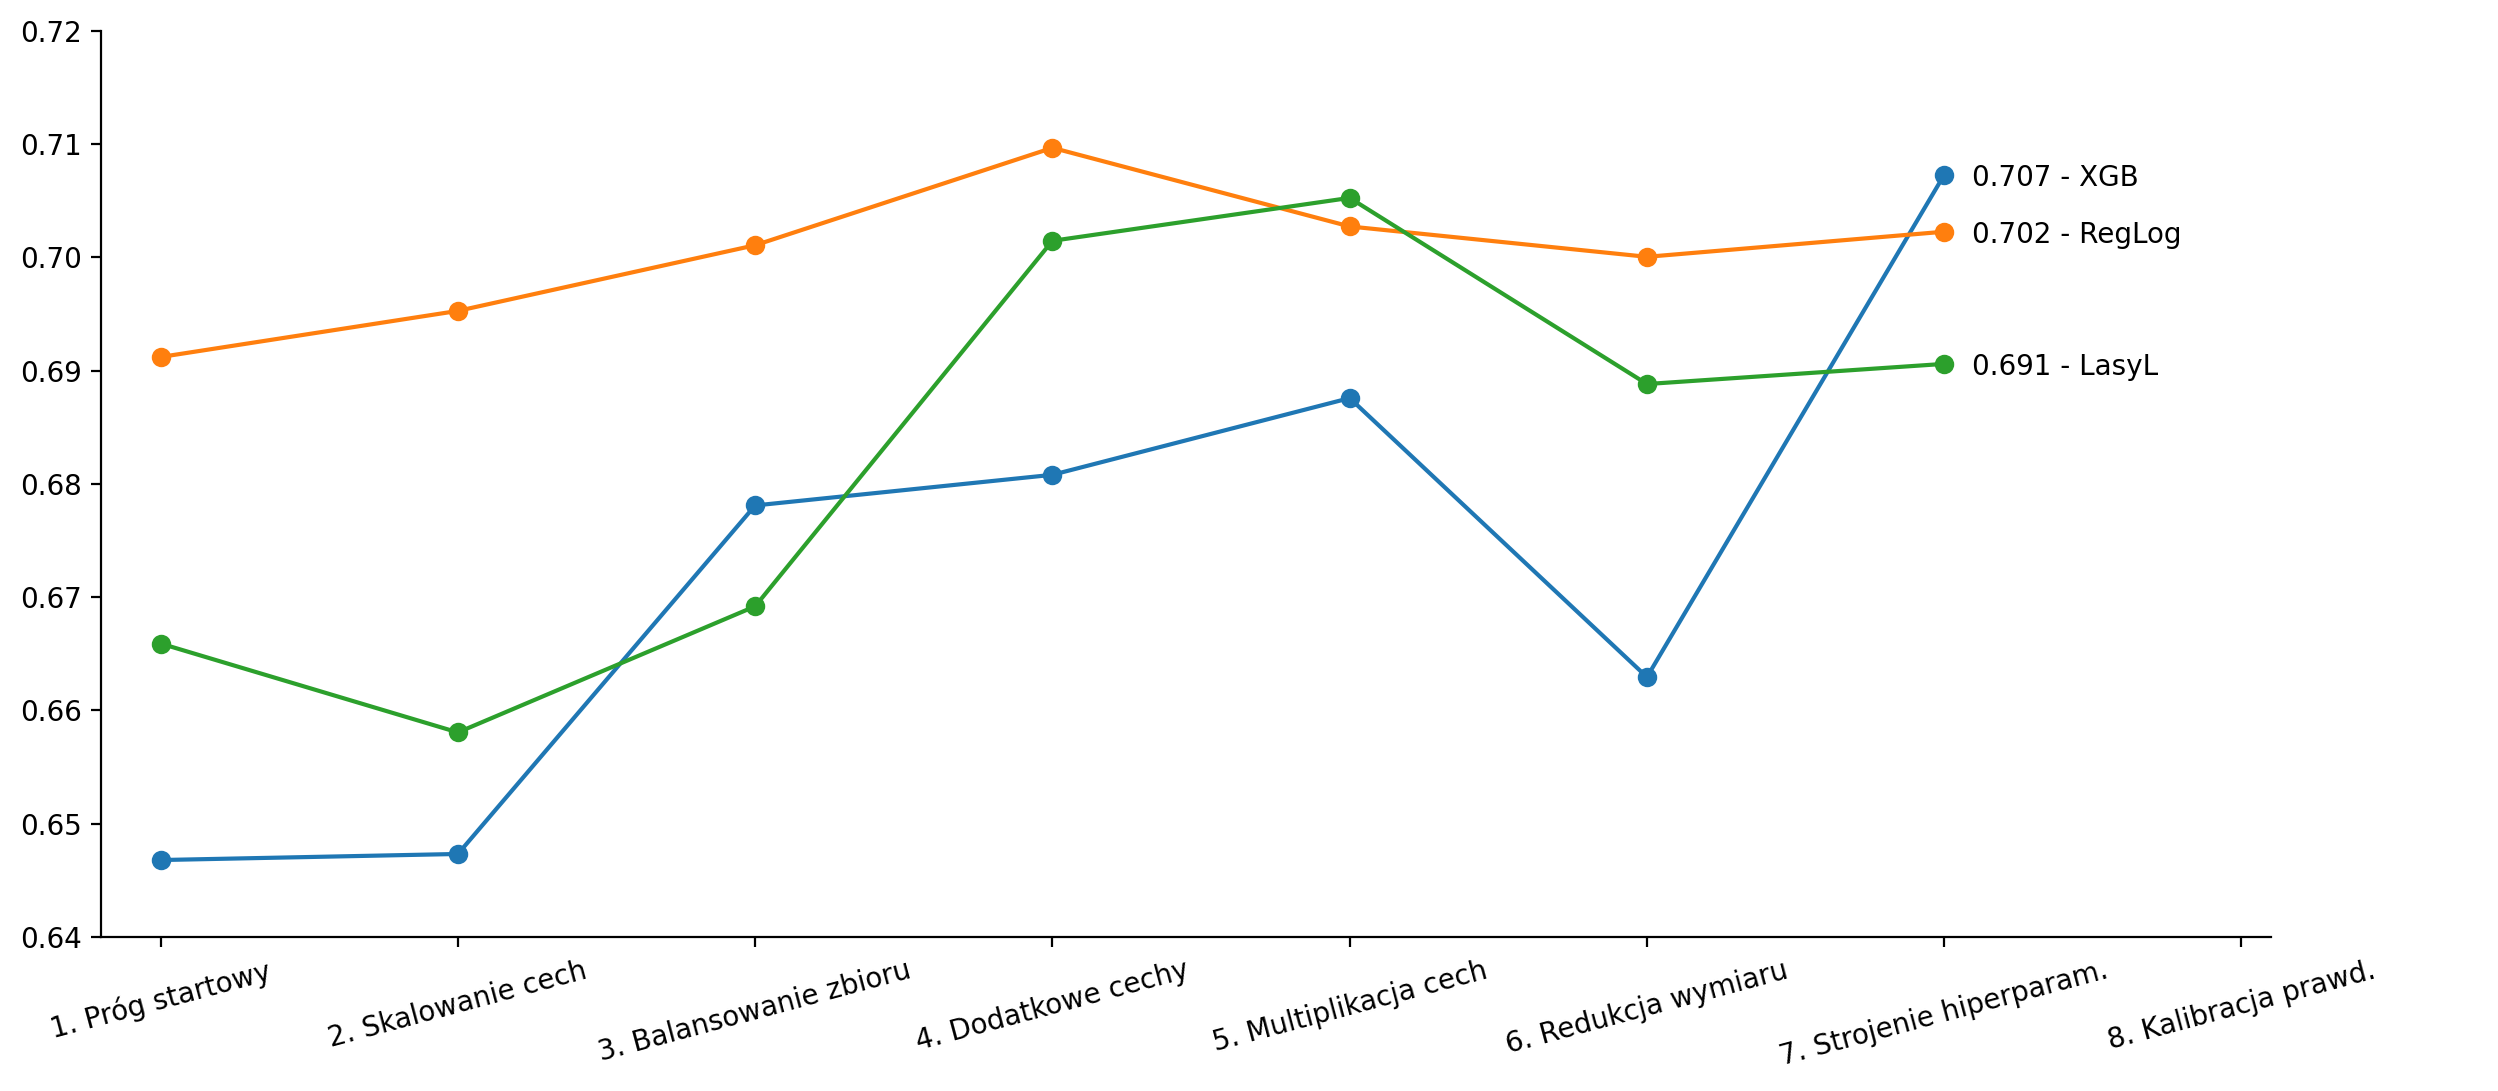 0.72
0.71
0.70
0.69
0.68
0.67
0.66
0.65
0.64
0.707 - XGB
0.702 - RegLog
0.691 - LasyL
1. Próg startowy
2. Skalowanie cech
3. Balansowanie zbioru
4. Dodatkowe cechy
5. Multiplikacja cech
6. Redukcja wymiaru
7. Strojenie hiperparam.
8. Kalibracja prawd.